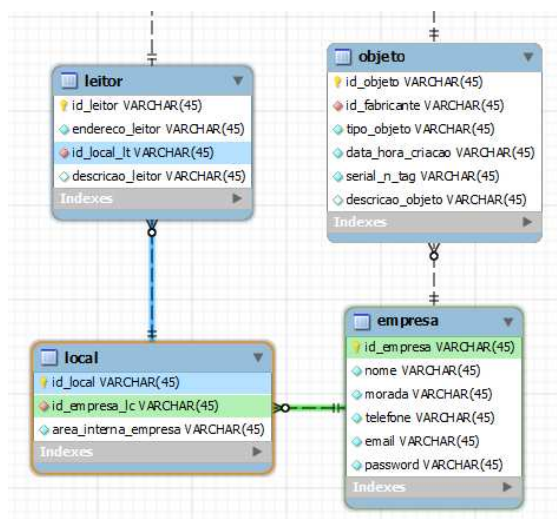 leitor
id_leitor VARCHAR(45)
endereco_leitor VARCHAR(45)
id_local_lt VARCHAR(45)
descricao_leitor VARCHAR(45)
Indexes
objeto
id_objeto VARCHAR(45)
id_fabricante VARCHAR(45)
tipo_objeto VARCHAR(45)
data_hora_criacao VARCHAR(45)
serial_n_tag VARCHAR(45)
descricao_objeto VARCHAR(45)
Indexes
local
id_local VARCHAR(45)
id_empresa_lc VARCHAR(45)
area_interna_empresa VARCHAR(45)
Indexes
empresa
id_empresa VARCHAR(45)
nome VARCHAR(45)
morada VARCHAR(45)
telefone VARCHAR(45)
email VARCHAR(45)
password VARCHAR(45)
Indexes